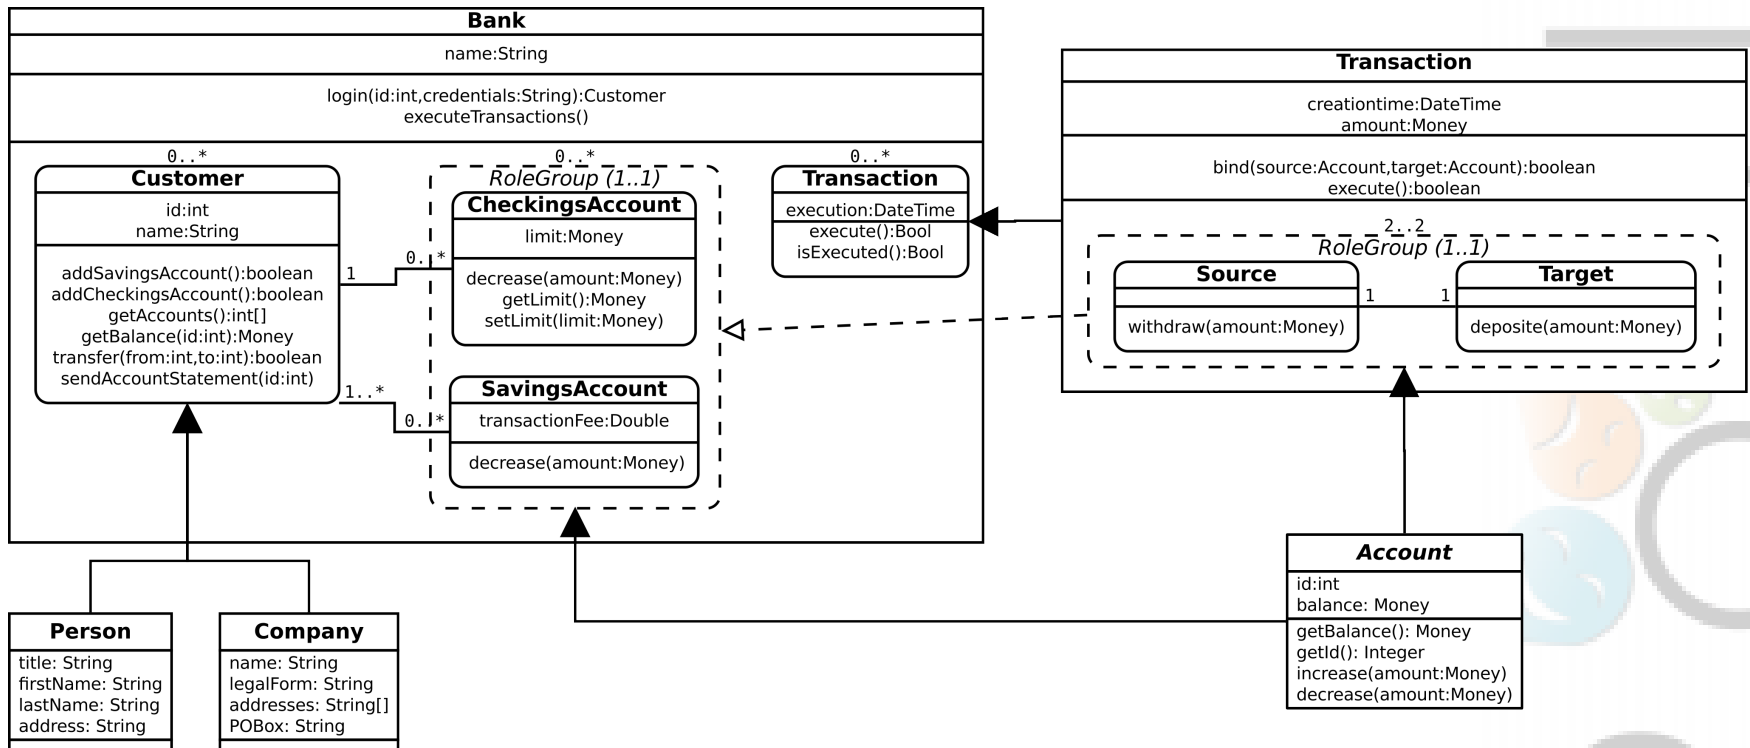 Bank
name:String
login(id:int,credentials:String):Customer
executeTransactions()
0..*
Customer
id:int
name:String
addSavingsAccount():boolean
addCheckingsAccount():boolean
getAccounts():int[]
getBalance(id:int):Money
transfer(from:int,to:int):boolean
sendAccountStatement(id:int)
1
0..*
1..*
0..*
0..*
RoleGroup (1..1)
CheckingsAccount
limit:Money
decrease(amount:Money)
getLimit():Money
setLimit(limit:Money)
SavingsAccount
transactionFee:Double
decrease(amount:Money)
0..*
Transaction
execution:DateTime
execute():Bool
isExecuted():Bool
Transaction
creationtime:DateTime
amount:Money
bind(source:Account,target:Account):boolean
execute():boolean
2..2
RoleGroup (1..1)
Source
withdraw(amount:Money)
1
1
Target
deposite(amount:Money)
Person
title: String
firstName: String
lastName: String
address: String
Company
name: String
legalForm: String
addresses: String[]
POBox: String
Account
id:int
balance: Money
getBalance(): Money
getId(): Integer
increase(amount:Money)
decrease(amount:Money)